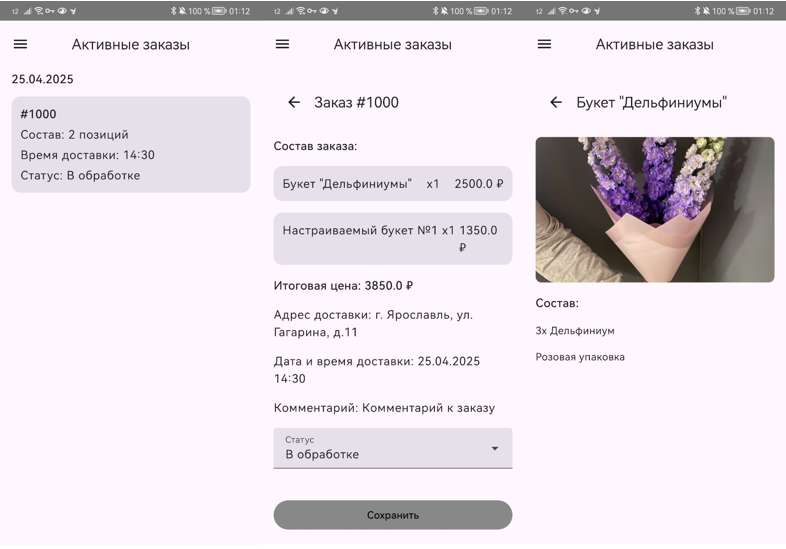 t2 100 % 01:12
Активные заказы
25.04.2025
#1000
Состав: 2 позиций
Время доставки: 14:30
Статус: В обработке
t2 100 % 01:12
Активные заказы
Заказ #1000
Состав заказа:
Букет "Дельфиниумы" x1 2500.0 ₽
Настраиваемый букет №1 x1 1350.0
₽
Итоговая цена: 3850.0 ₽
Адрес доставки: г. Ярославль, ул.
Гагарина, д.11
Дата и время доставки: 25.04.2025
14:30
Комментарий: Комментарий к заказу
Статус
В обработке
Сохранить
t2 100 % 01:12
Активные заказы
Букет "Дельфиниумы"
Состав:
3x Дельфиниум
Розовая упаковка